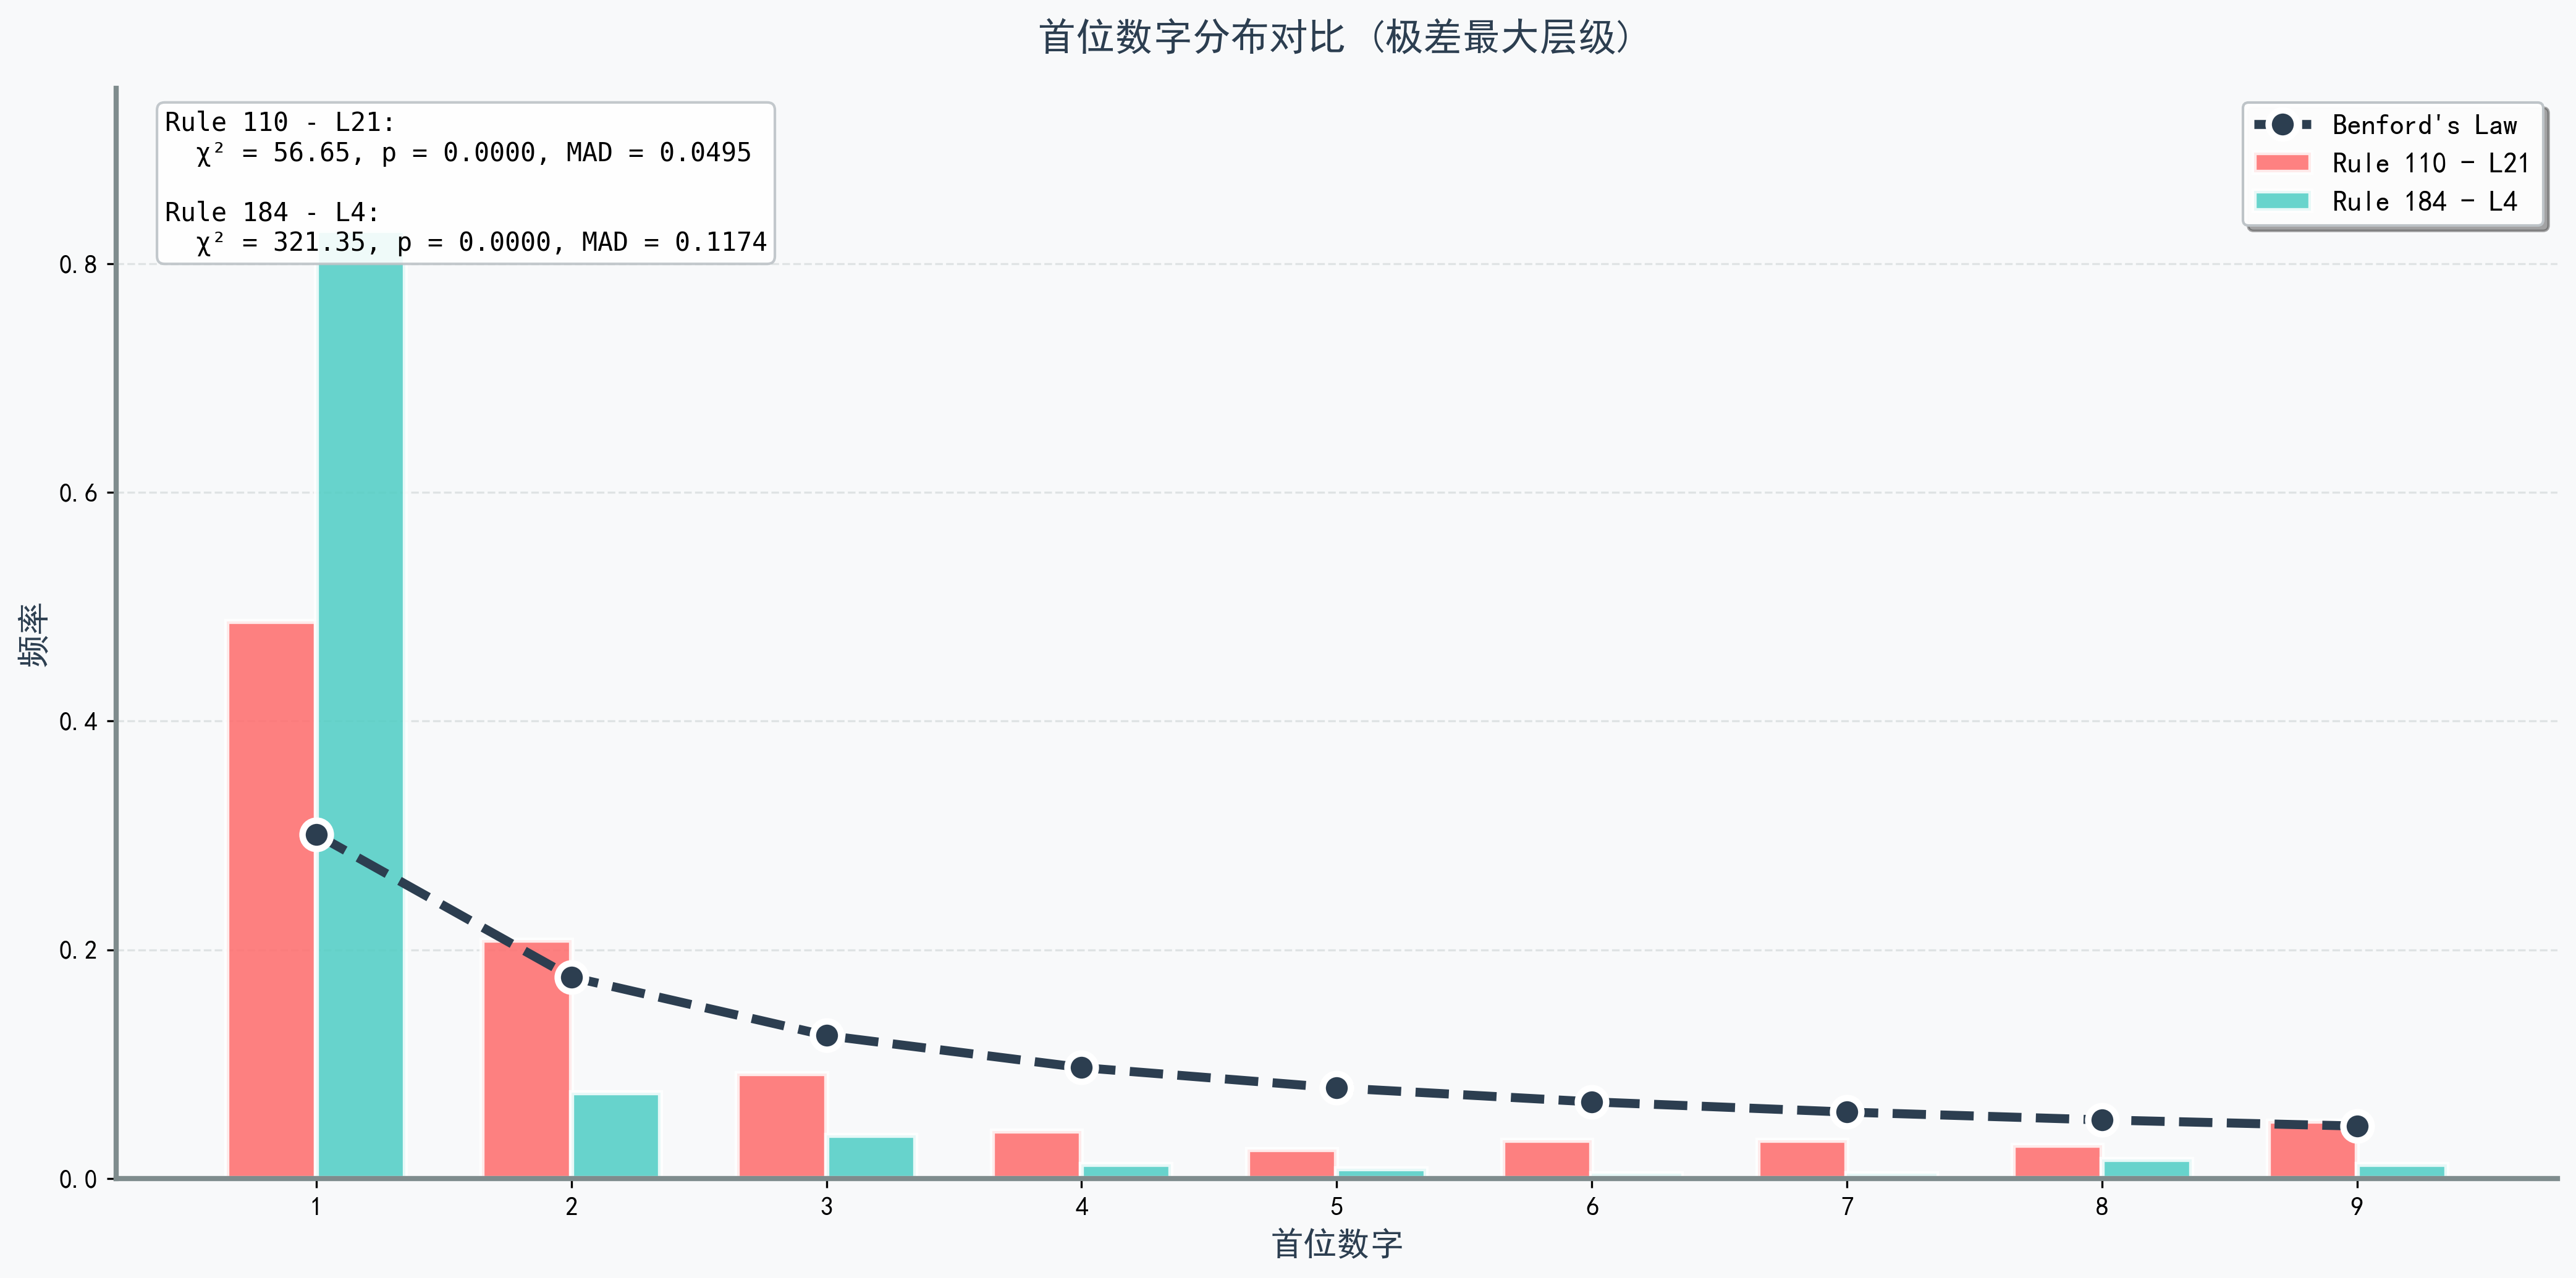 首位数字分布对比 (极差最大层级)
Rule 110 - L21:
χ² = 56.65, p = 0.0000, MAD = 0.0495
Rule 184 - L4:
χ² = 321.35, p = 0.0000, MAD = 0.1174
Benford's Law
Rule 110 - L21
Rule 184 - L4
频率
0.8
0.6
0.4
0.2
0.0
1 2 3 4 5 6 7 8 9
首位数字